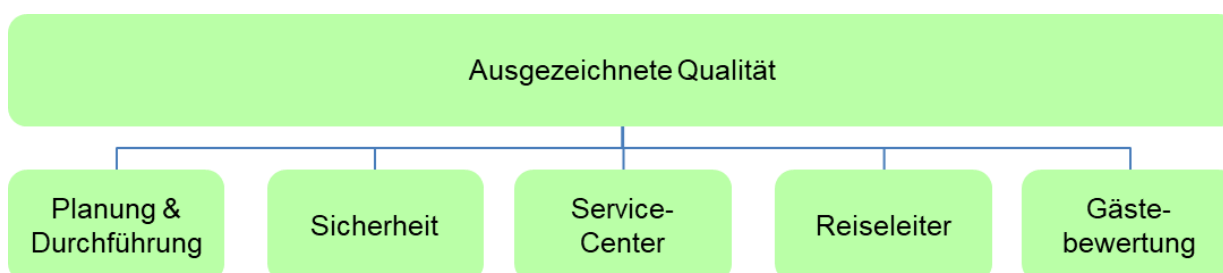 Ausgezeichnete Qualität
Planung &
Durchführung
Sicherheit
Service-
Center
Reiseleiter
Gäste-
bewertung